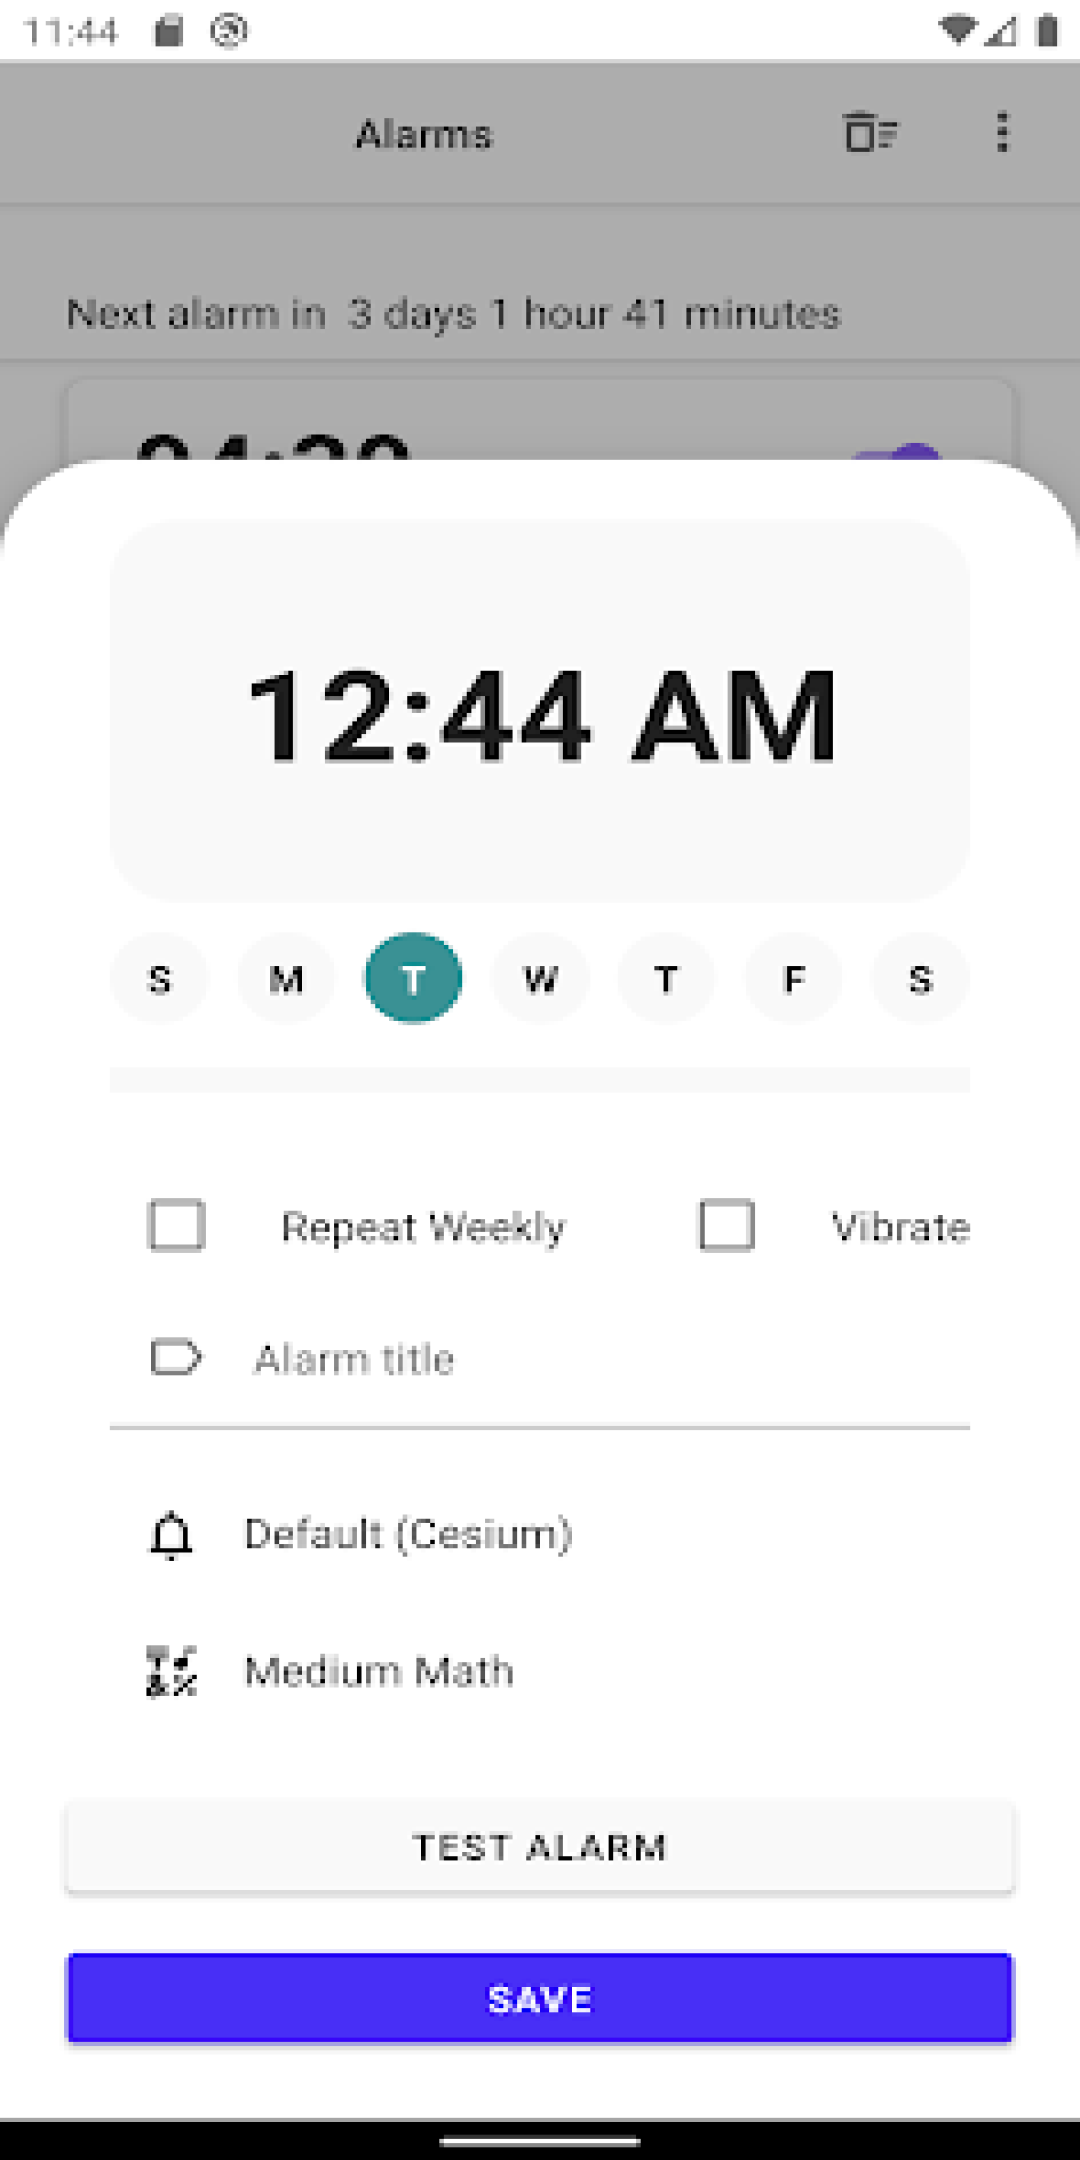 11:44
Alarms
Next alarm in 3 days 1 hour 41 minutes
12:44 AM
S M T W T F S
Repeat Weekly Vibrate
Alarm title
Default (Cesium)
Medium Math
TEST ALARM
SAVE